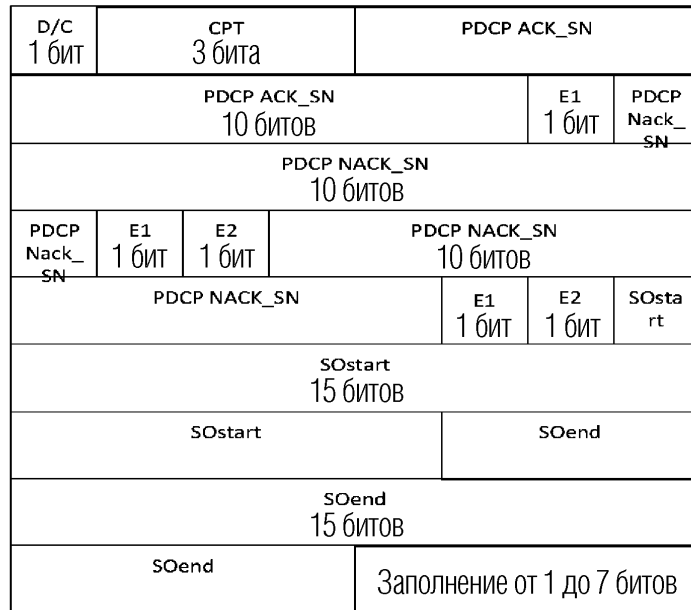 D/C
1 бит
CPT
3 бита
PDCP ACK_SN
PDCP ACK_SN
10 битов
E1
1 бит
PDCP
Nack_
SN
PDCP NACK_SN
10 битов
PDCP
Nack_
SN
E1
1 бит
E2
1 бит
PDCP NACK_SN
10 битов
PDCP NACK_SN
E1
1 бит
E2
1 бит
SOsta
rt
SOstart
15 битов
SOstart
SOend
SOend
15 битов
SOend
Заполнение от 1 до 7 битов